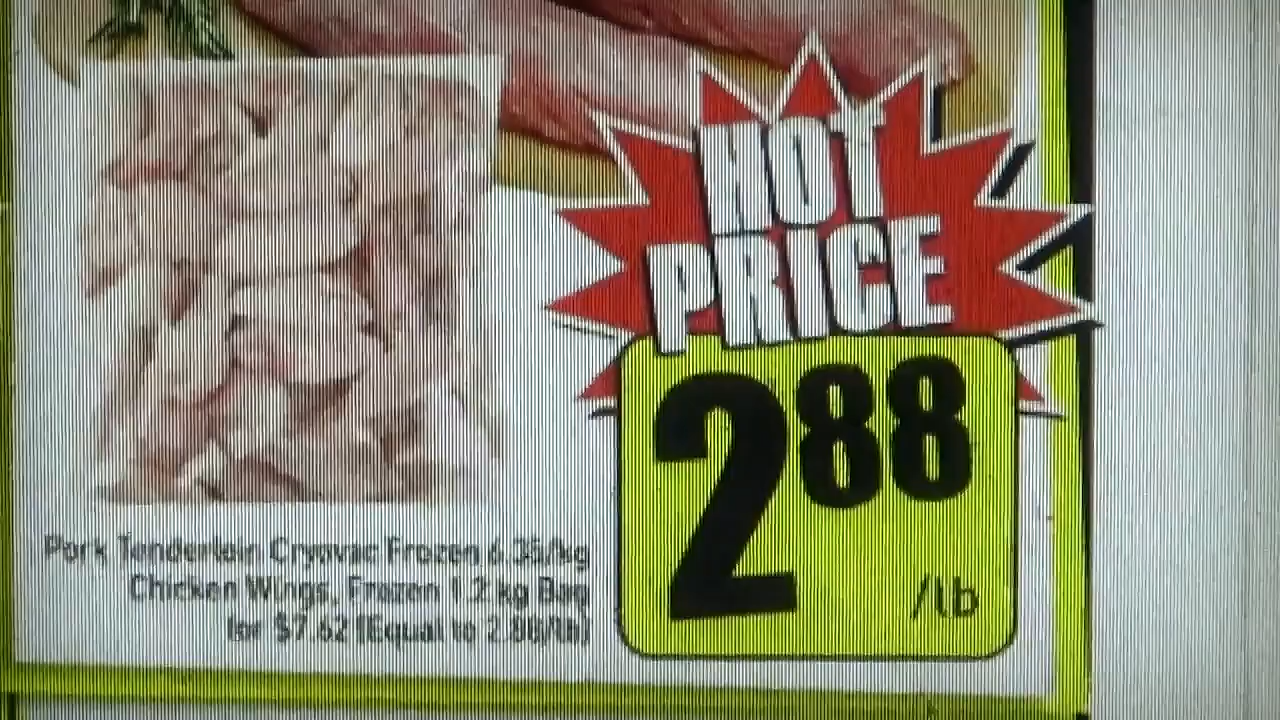 HOT
PRICE
2 88
/lb
Pork Tenderloin Cryovac Frozen 6.35/kg
Chicken Wings, Frozen 1.2 kg Bag
for $7.62 (Equal to 2.88/lb)